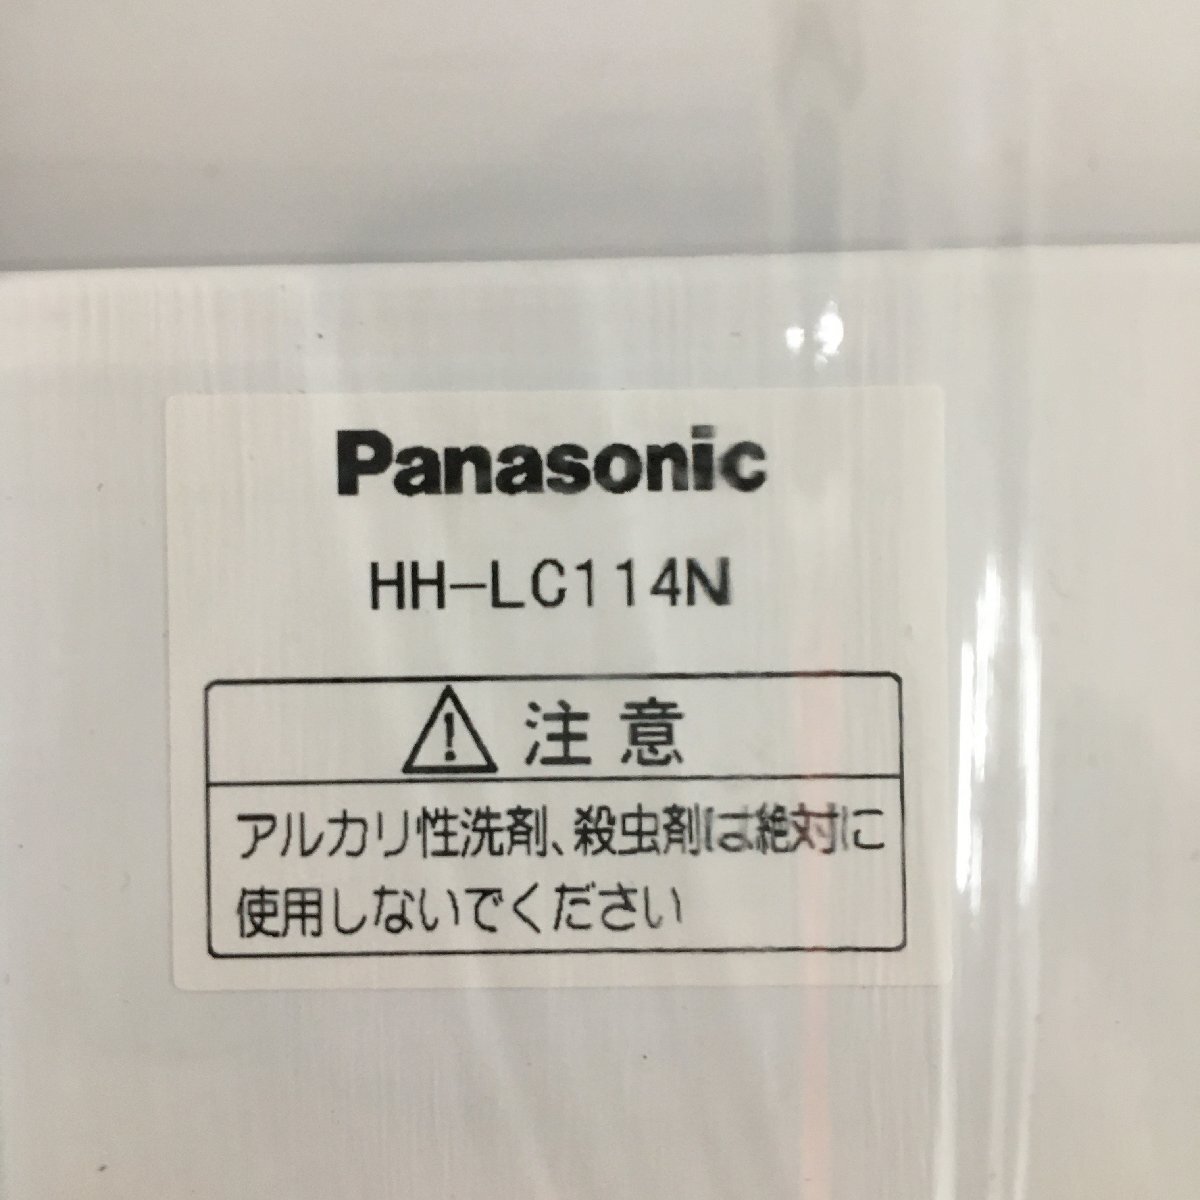 Panasonic
HH-LC114N
注意
アルカリ性洗剤、殺虫剤は絶対に
使用しないでください